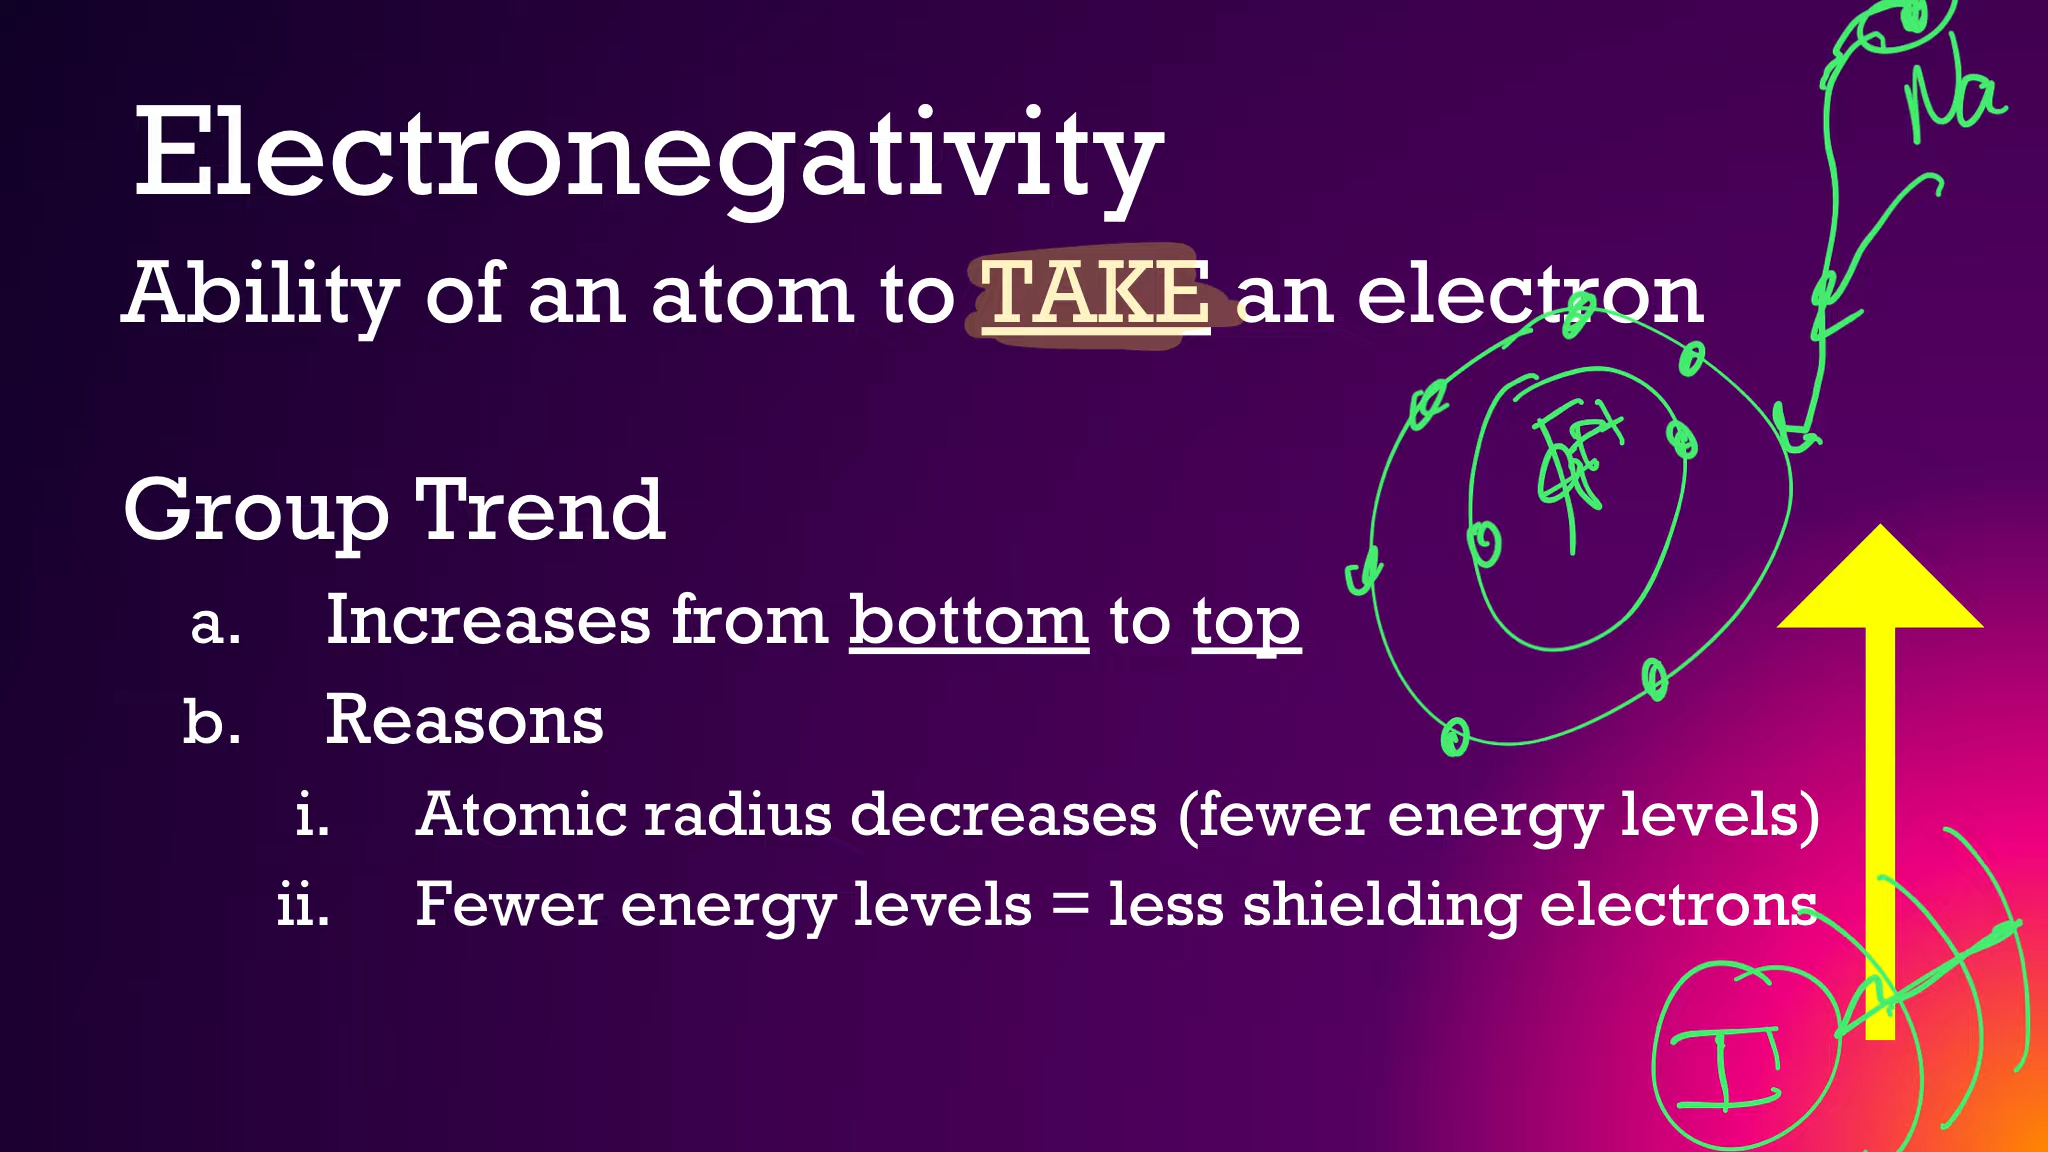 Electronegativity
Na
Ability of an atom to TAKE an electron
Group Trend
a. Increases from bottom to top
b. Reasons
i. Atomic radius decreases (fewer energy levels)
ii. Fewer energy levels = less shielding electrons
I